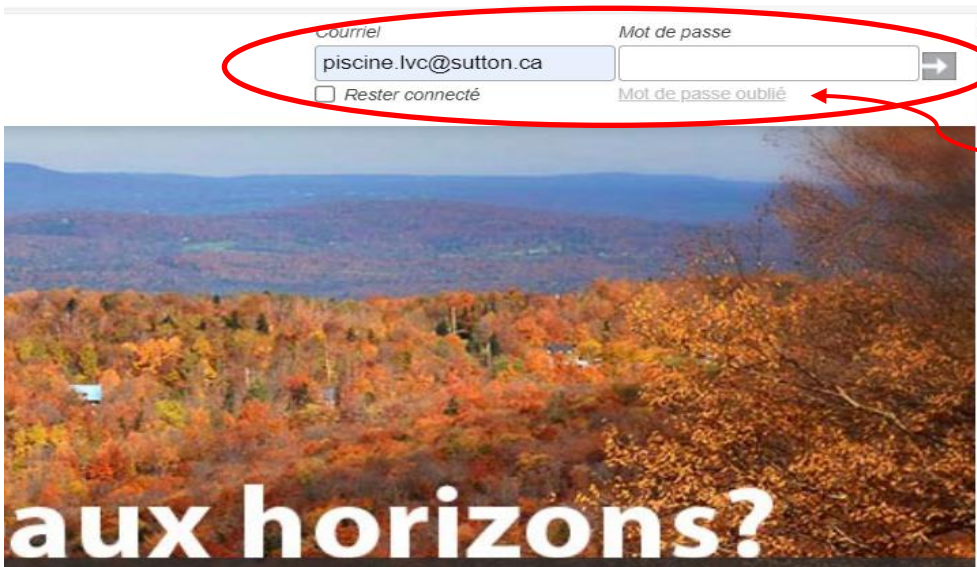 Courriel Mot de passe
piscine.lvc@sutton.ca
Rester connecté Mot de passe oublié
aux horizons?